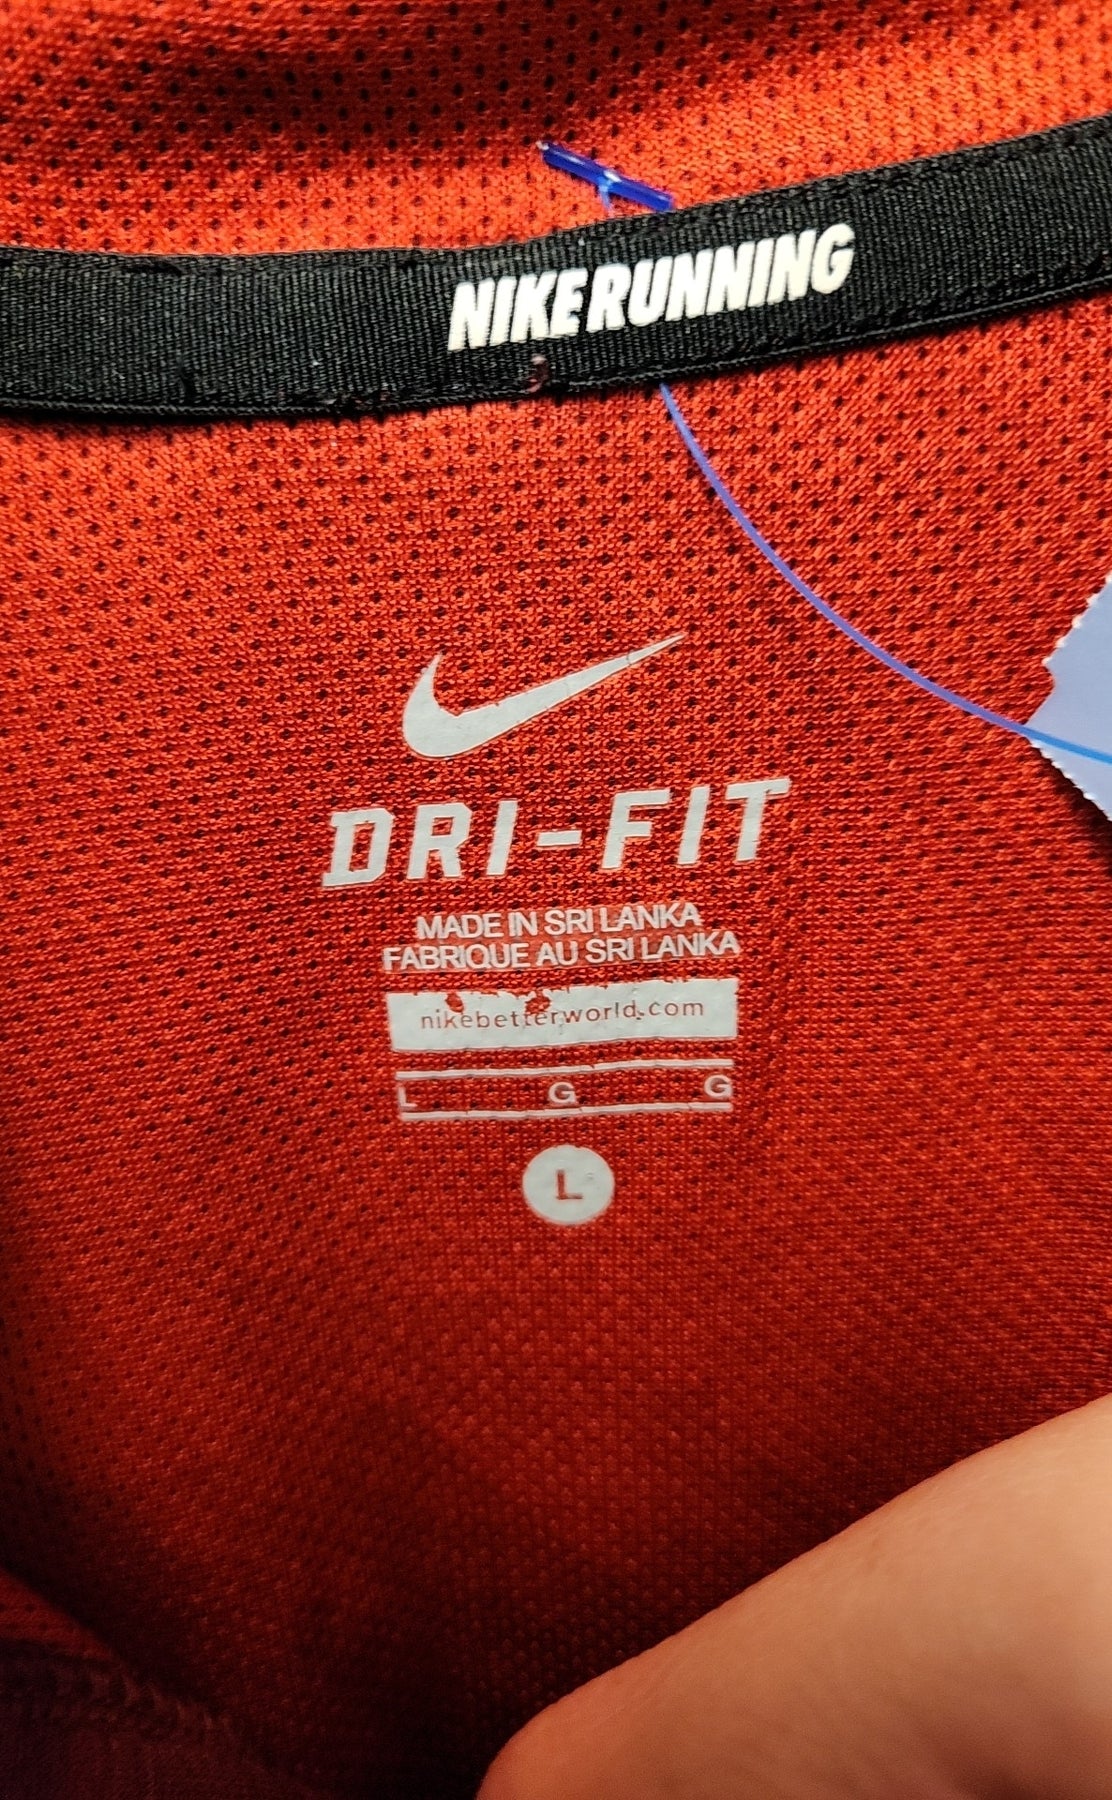 NIKE RUNNING
DRI-FIT
MADE IN SRI LANKA
FABRIQUE AU SRI LANKA
nikebetterworld.com
L G G
L